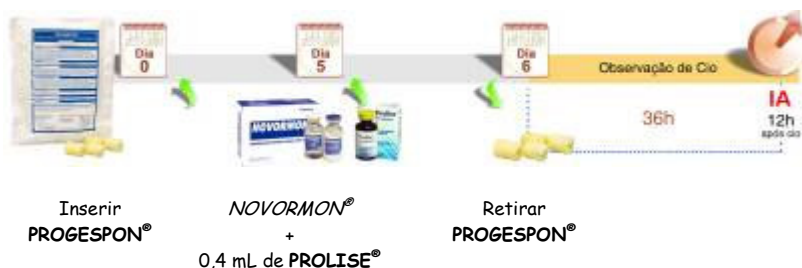 Dia
0
Dia
5
Dia
6
Observação de Cio
IA
36h
12h
após cio
NOVORMON
Inserir
PROGESPON®
NOVORMON®
+
0,4 mL de PROLISE®
Retirar
PROGESPON®